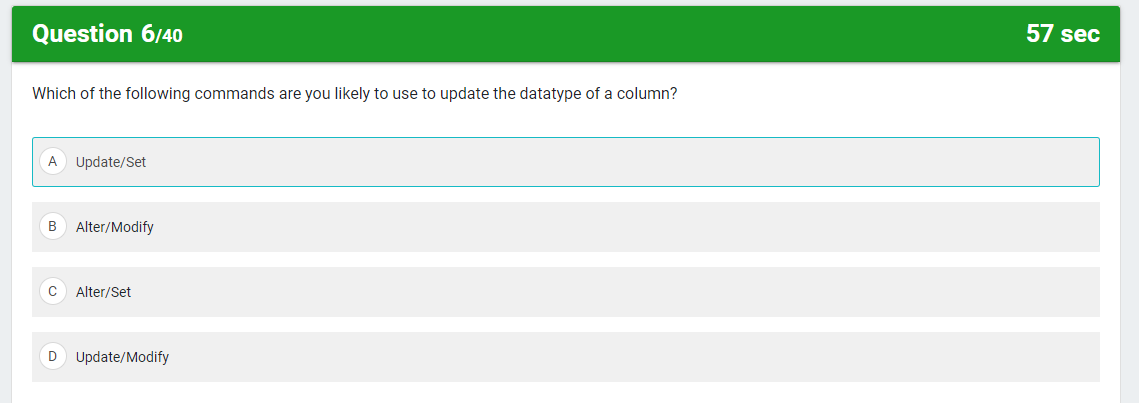 Question 6/40
57 sec
Which of the following commands are you likely to use to update the datatype of a column?
A Update/Set
B Alter/Modify
C Alter/Set
D Update/Modify